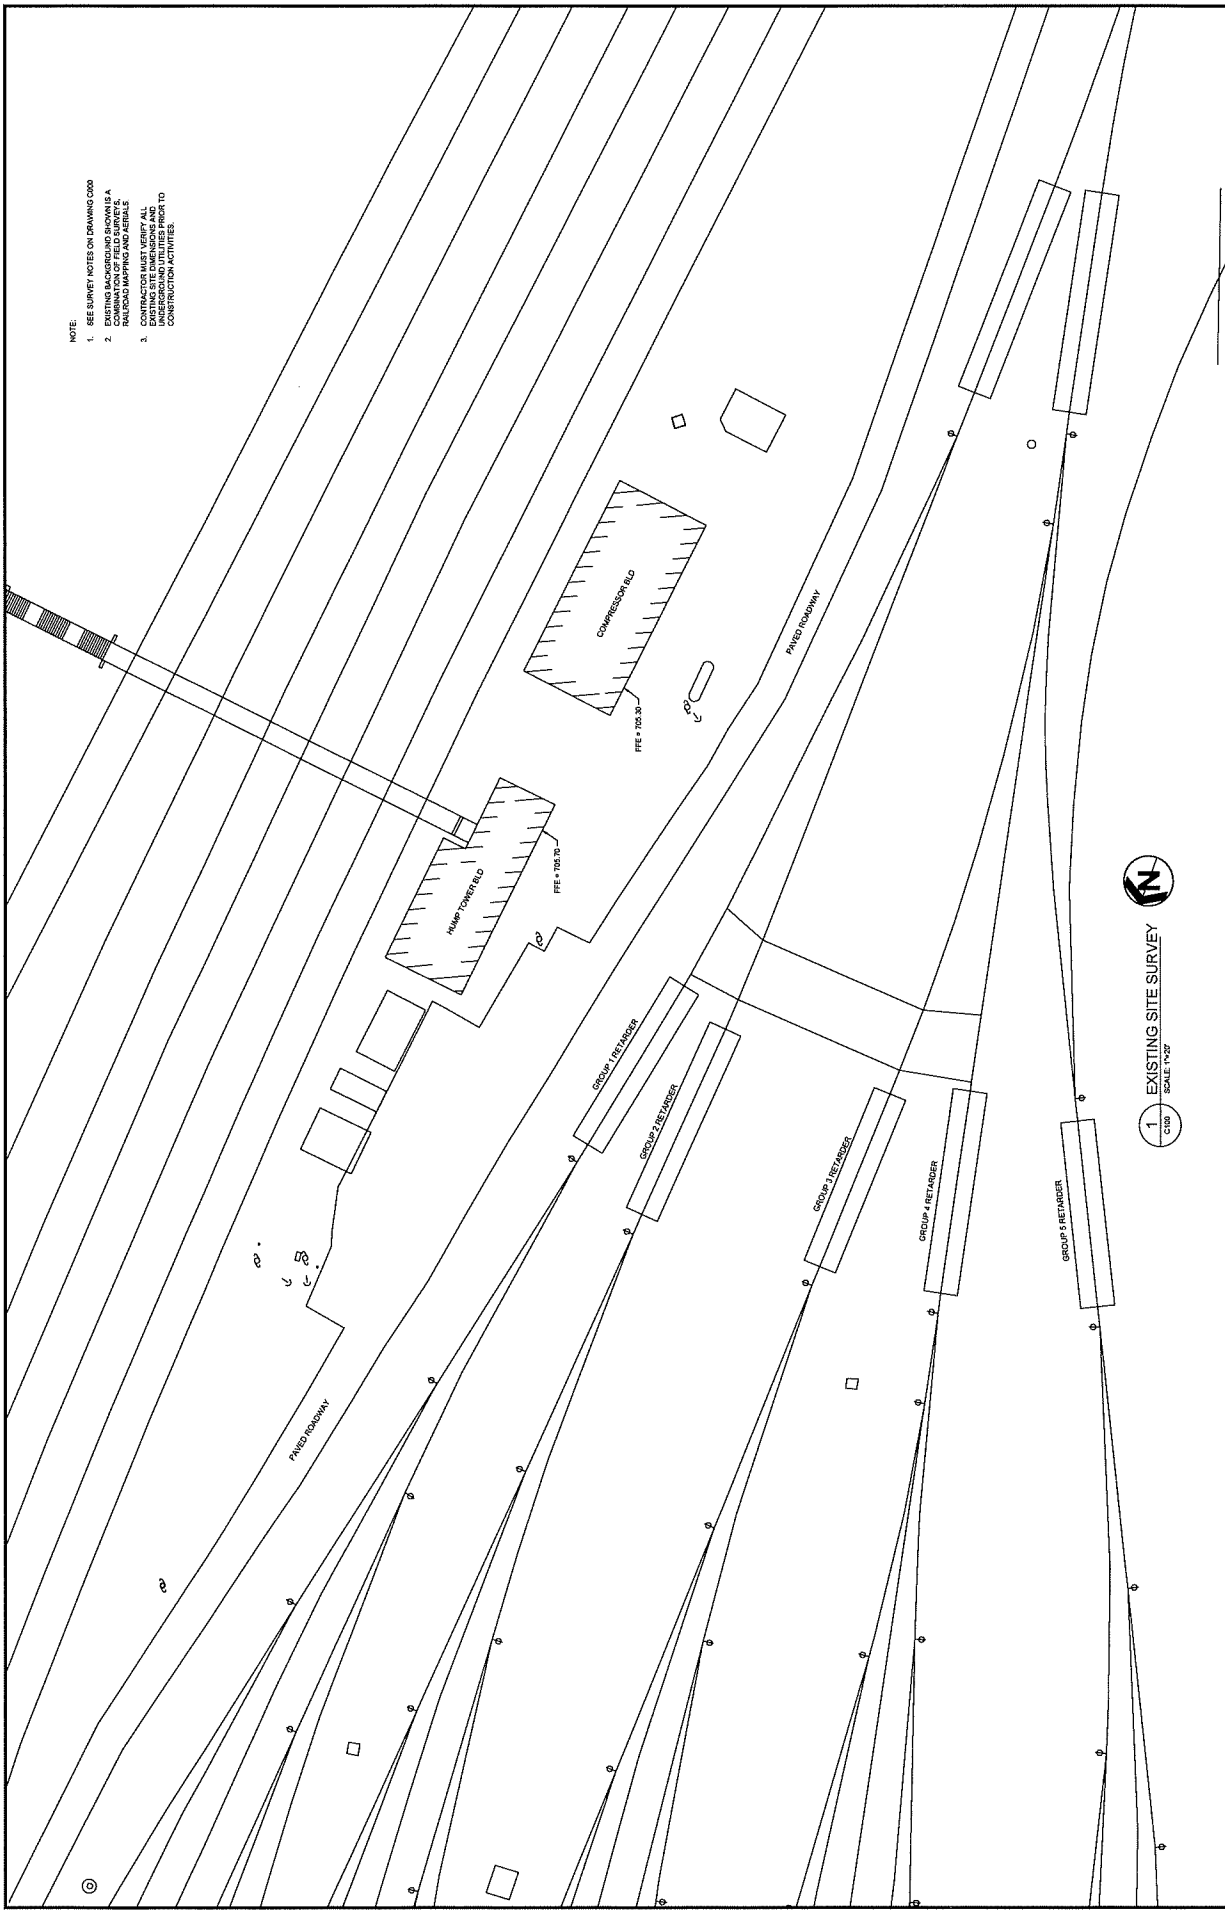 NOTE:
1. SEE SURVEY NOTES ON DRAWING C000
2. EXISTING BACKGROUND SHOWN IS A
COMBINATION OF FIELD SURVEYS,
RAILROAD MAPPING AND AERIALS
3. CONTRACTOR MUST VERIFY ALL
EXISTING SITE DIMENSIONS AND
UNDERGROUND UTILITIES PRIOR TO
CONSTRUCTION ACTIVITIES.
PAVED ROADWAY
HUMP TOWER BLD
FFE = 705.70
COMPRESSOR BLD
FFE = 705.30
PAVED ROADWAY
GROUP 1 RETARDER
GROUP 2 RETARDER
GROUP 3 RETARDER
GROUP 4 RETARDER
GROUP 5 RETARDER
1
C100
EXISTING SITE SURVEY
SCALE: 1"=20'
N